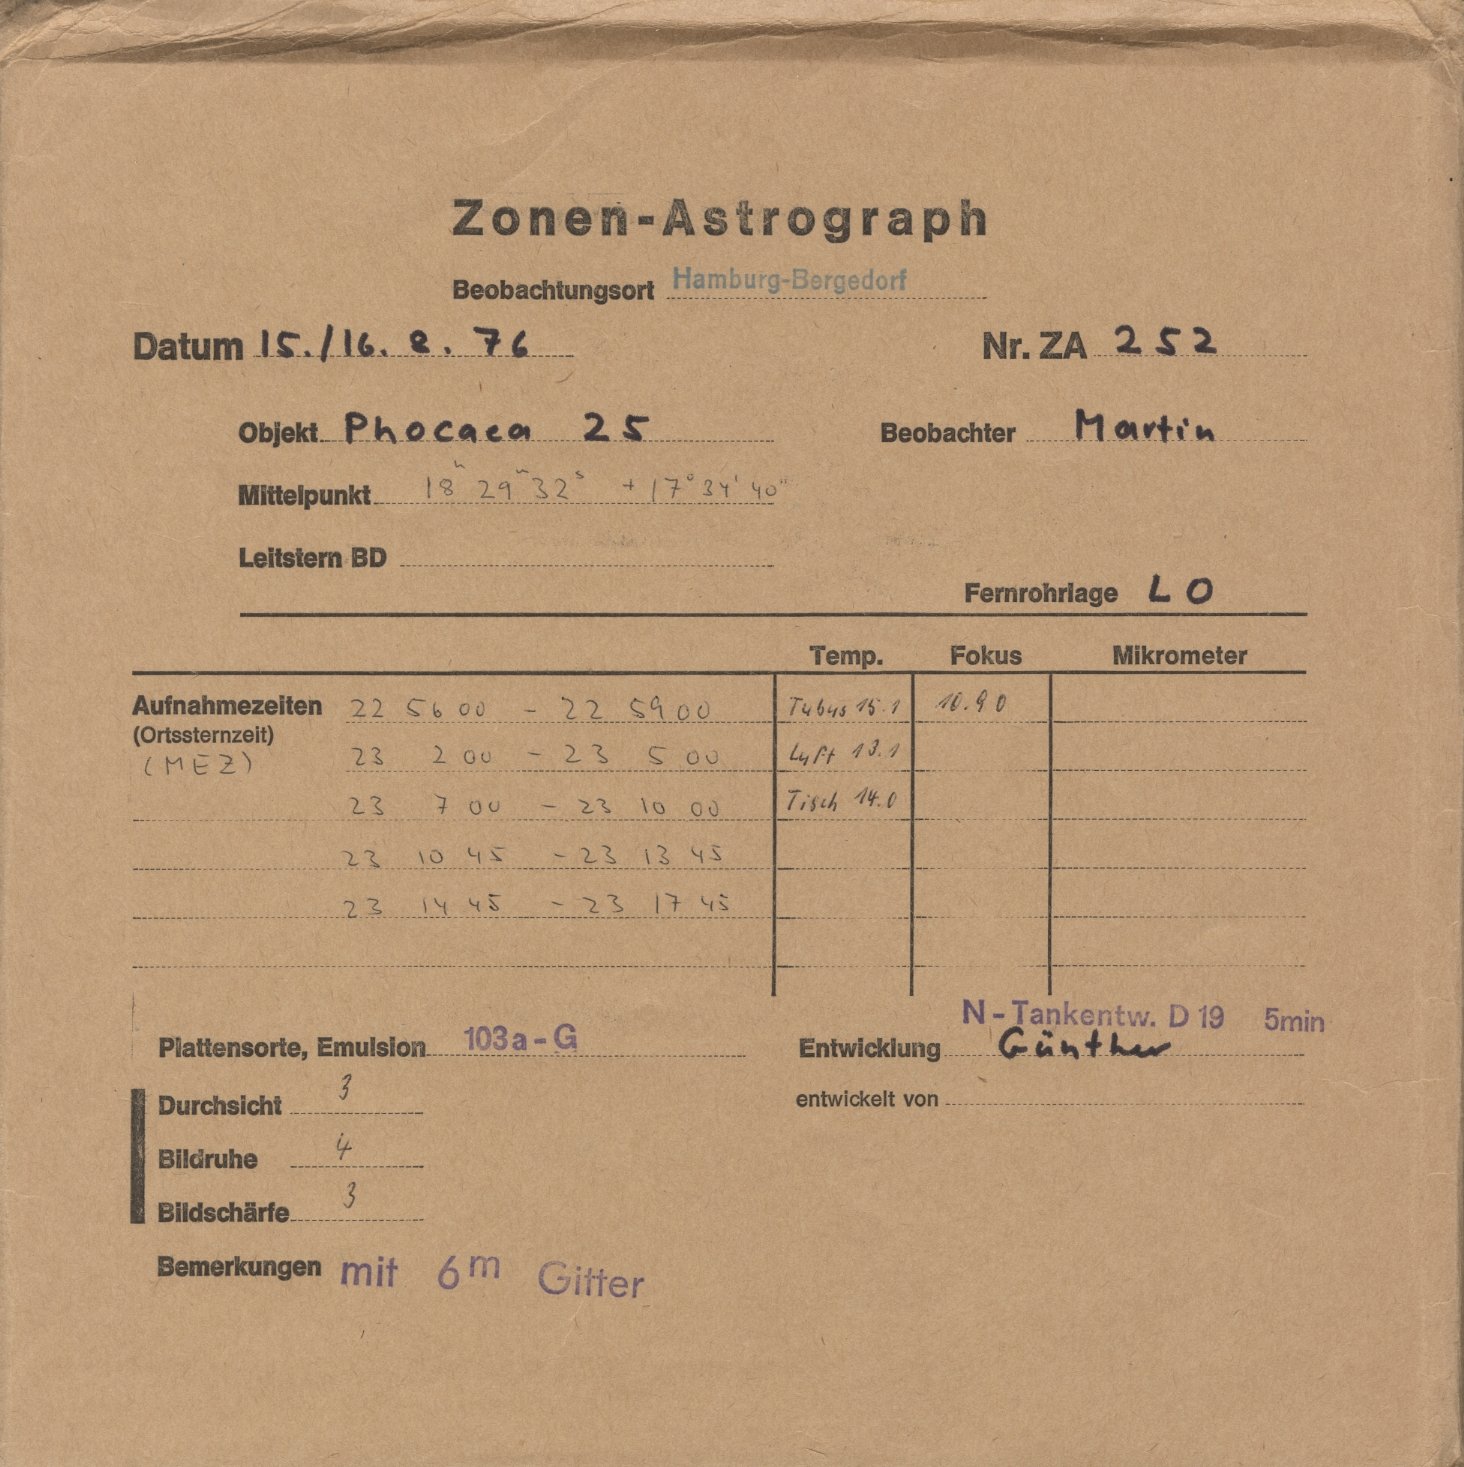 Zonen-Astrograph
Beobachtungsort Hamburg-Bergedorf
Datum 15./16. 8. 76 Nr. ZA 252
Objekt Phocaea 25 Beobachter Martin
Mittelpunkt 18h 29m 32s +17° 34' 40"
Leitstern BD
Fernrohrlage LO
Temp. Fokus Mikrometer
Aufnahmezeiten 22 56 00 - 22 59 00 Tubus 15.1 10.90
(Ortssternzeit)
(MEZ) 23 2 00 - 23 5 00 Luft 13.1
23 7 00 - 23 10 00 Tisch 14.0
23 10 45 - 23 13 45
23 14 45 - 23 17 45
N-Tankentw. D 19 5min
Plattensorte, Emulsion 103a-G Entwicklung Günther
Durchsicht 3 entwickelt von
Bildruhe 4
Bildschärfe 3
Bemerkungen mit 6m Gitter